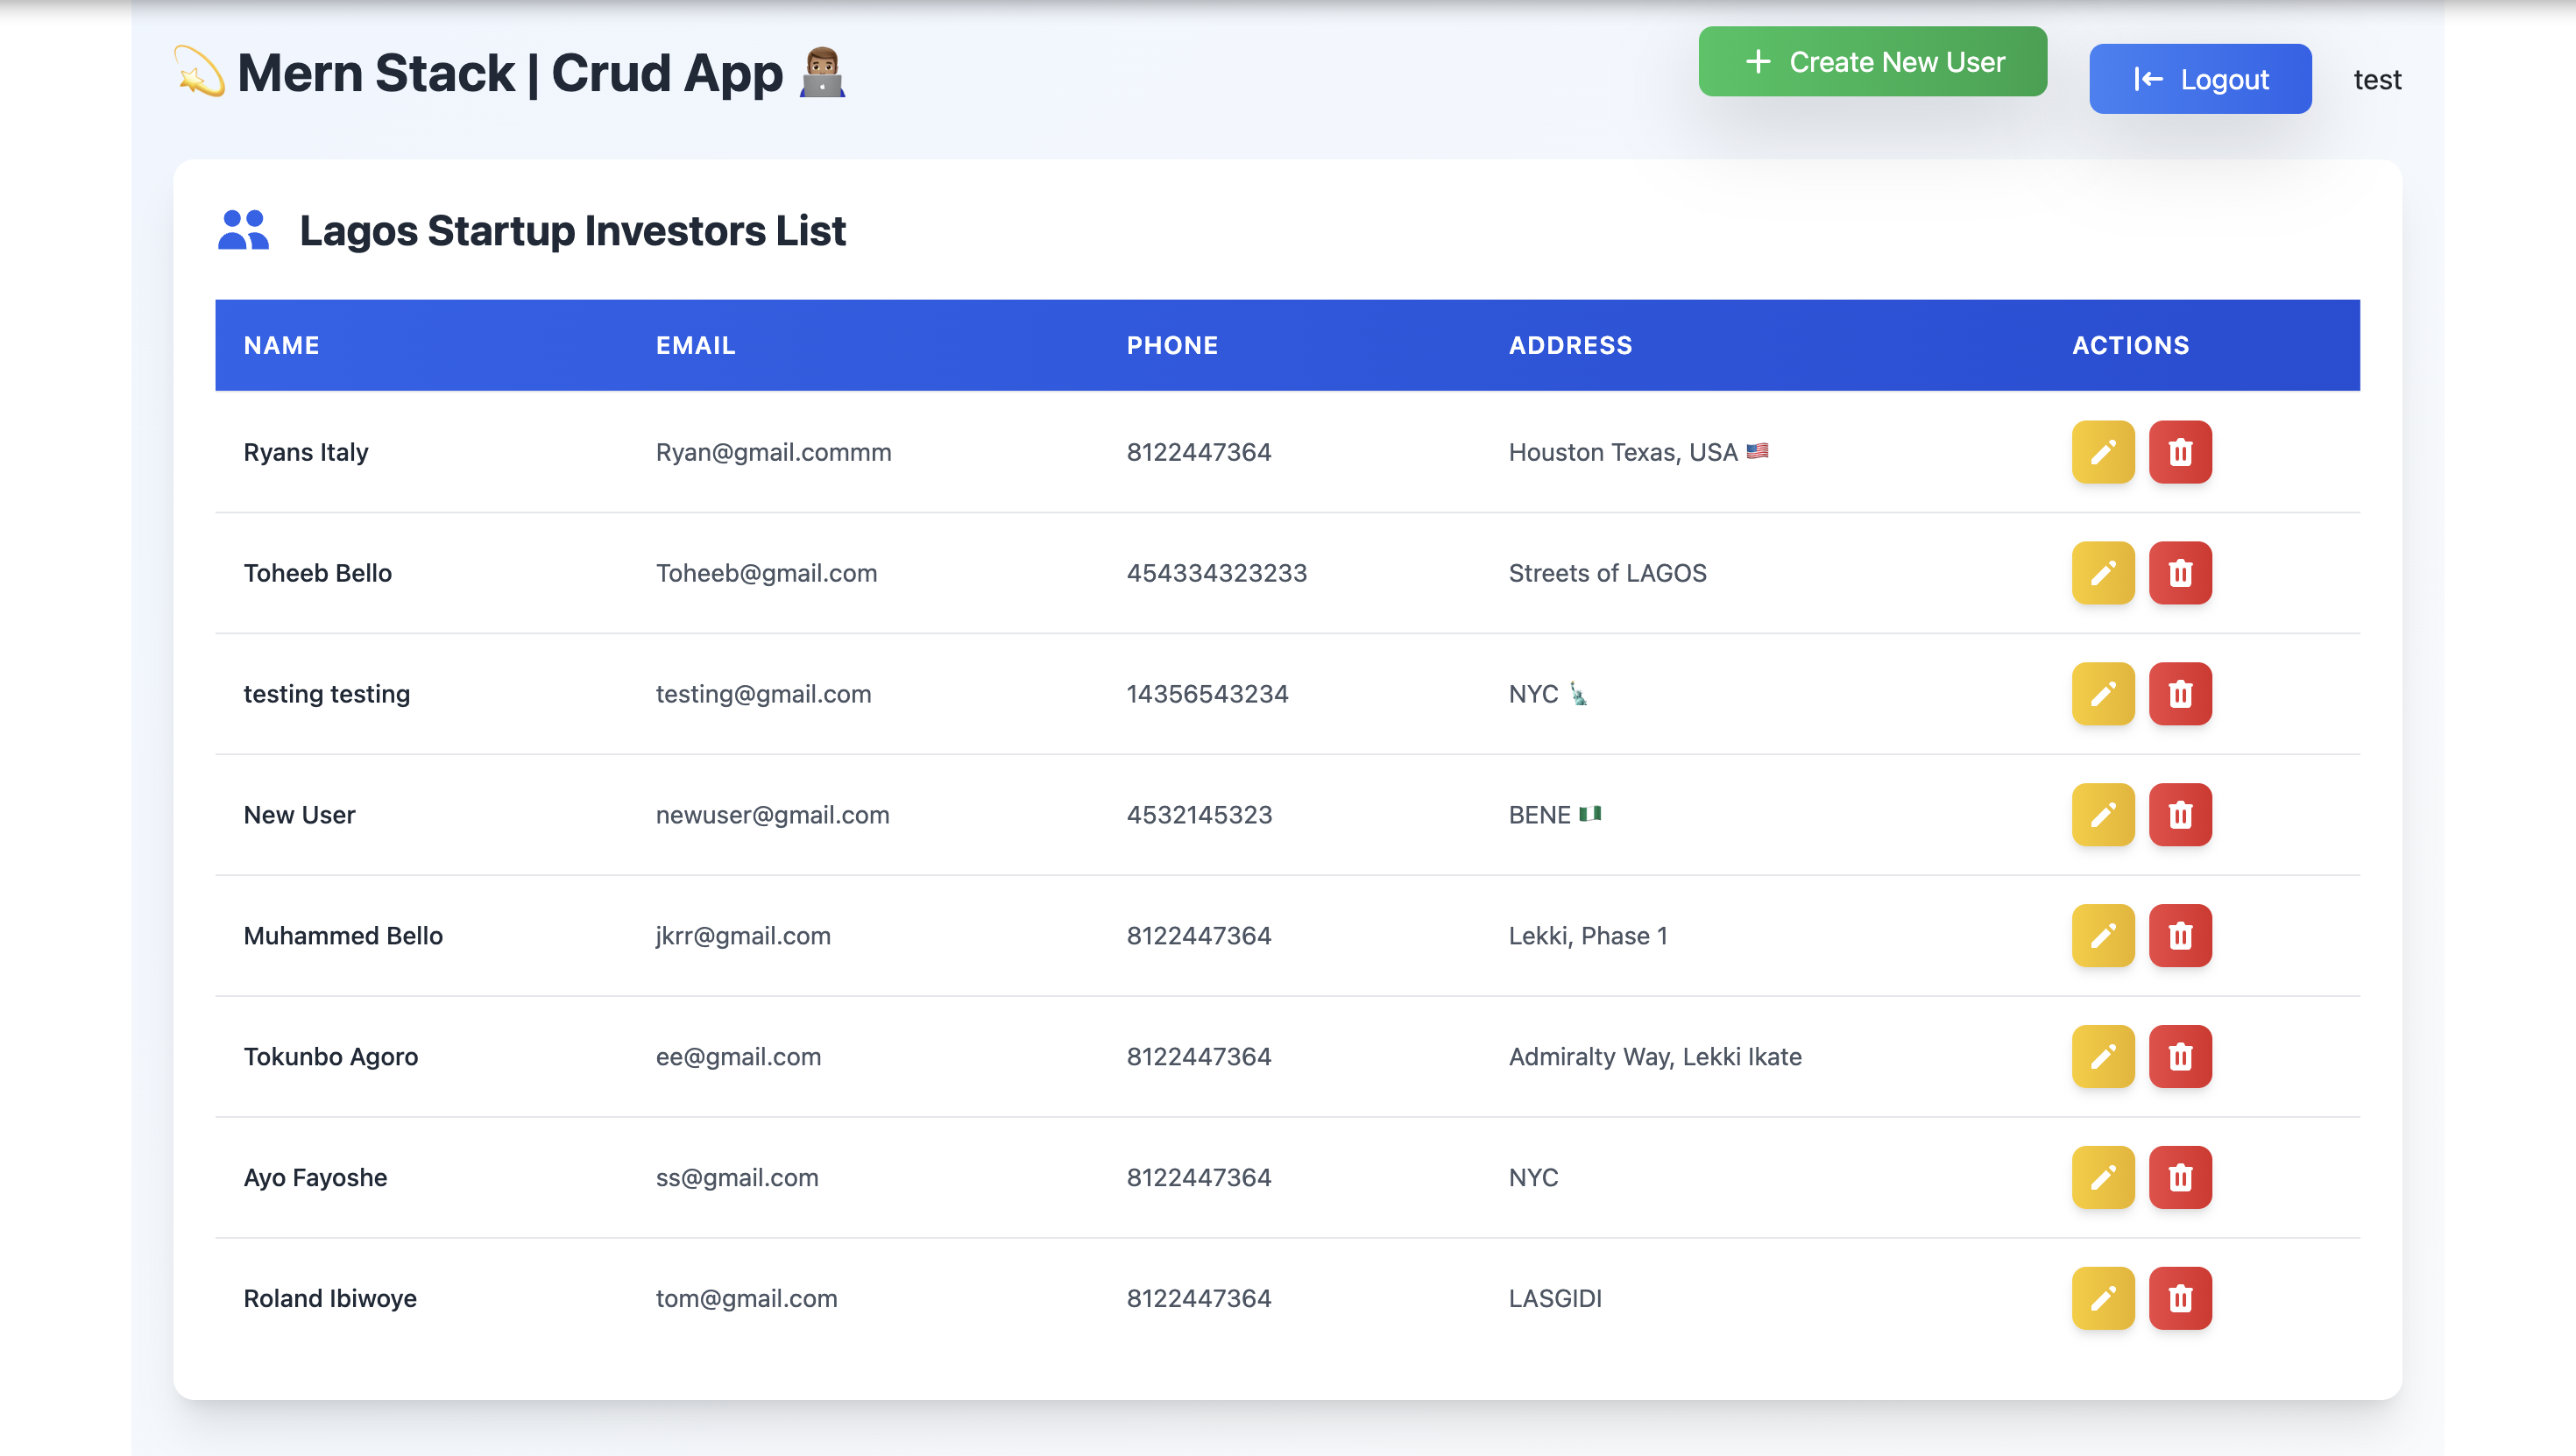 💫 Mern Stack | Crud App 👨🏽‍💻
Create New User
Logout
test
Lagos Startup Investors List
NAME EMAIL PHONE ADDRESS ACTIONS
Ryans Italy Ryan@gmail.commm 8122447364 Houston Texas, USA 🇺🇸
Toheeb Bello Toheeb@gmail.com 454334323233 Streets of LAGOS
testing testing testing@gmail.com 14356543234 NYC 🗽
New User newuser@gmail.com 4532145323 BENE 🇳🇬
Muhammed Bello jkrr@gmail.com 8122447364 Lekki, Phase 1
Tokunbo Agoro ee@gmail.com 8122447364 Admiralty Way, Lekki Ikate
Ayo Fayoshe ss@gmail.com 8122447364 NYC
Roland Ibiwoye tom@gmail.com 8122447364 LASGIDI